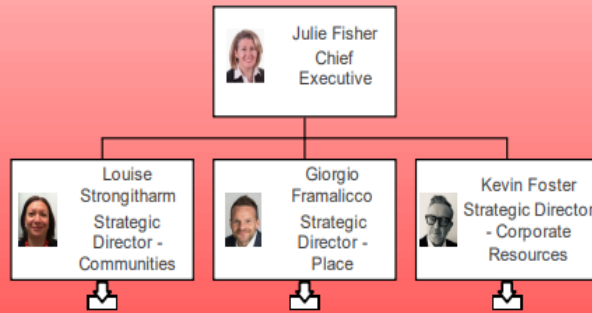 Julie Fisher
Chief
Executive
Louise
Strongitharm
Strategic
Director -
Communities
Giorgio
Framalicco
Strategic
Director -
Place
Kevin Foster
Strategic Director
- Corporate
Resources